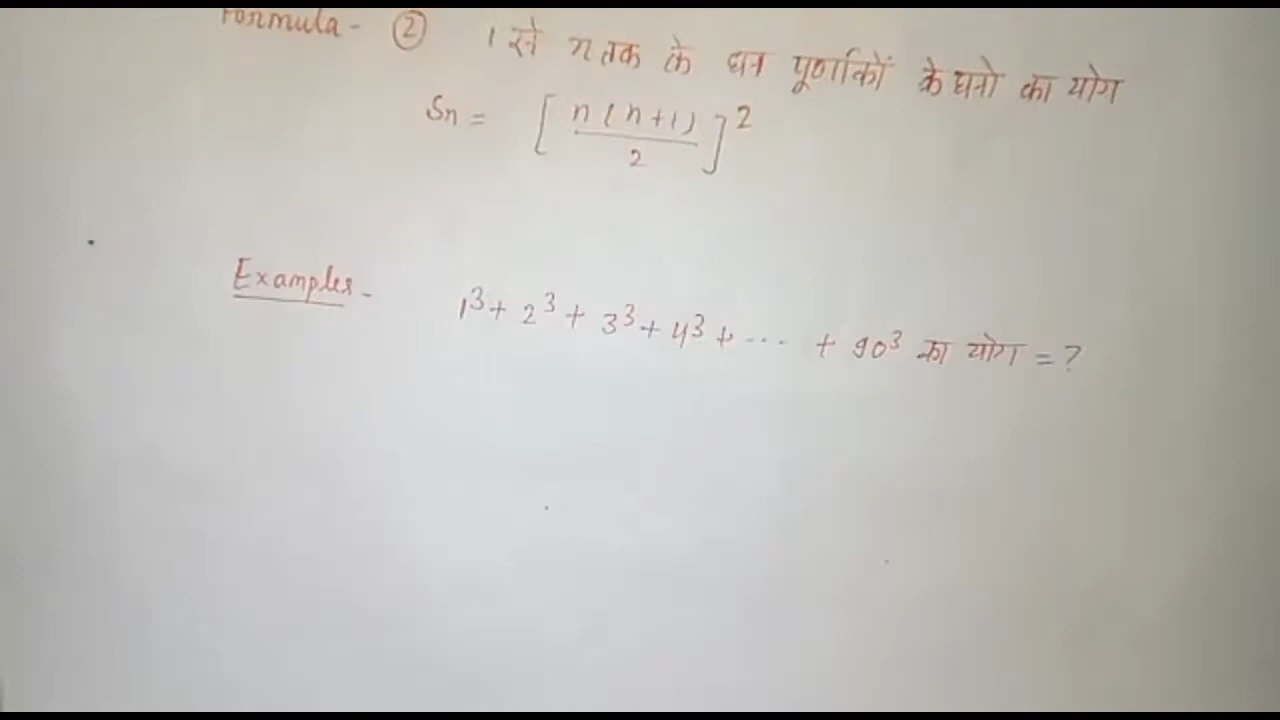 Formula - ② 1 से n तक के धन पूर्णाकों के घनो का योग
Sn = [n(n+1)/2]²
Examples - 1³ + 2³ + 3³ + 4³ + ... + 90³ का योग = ?